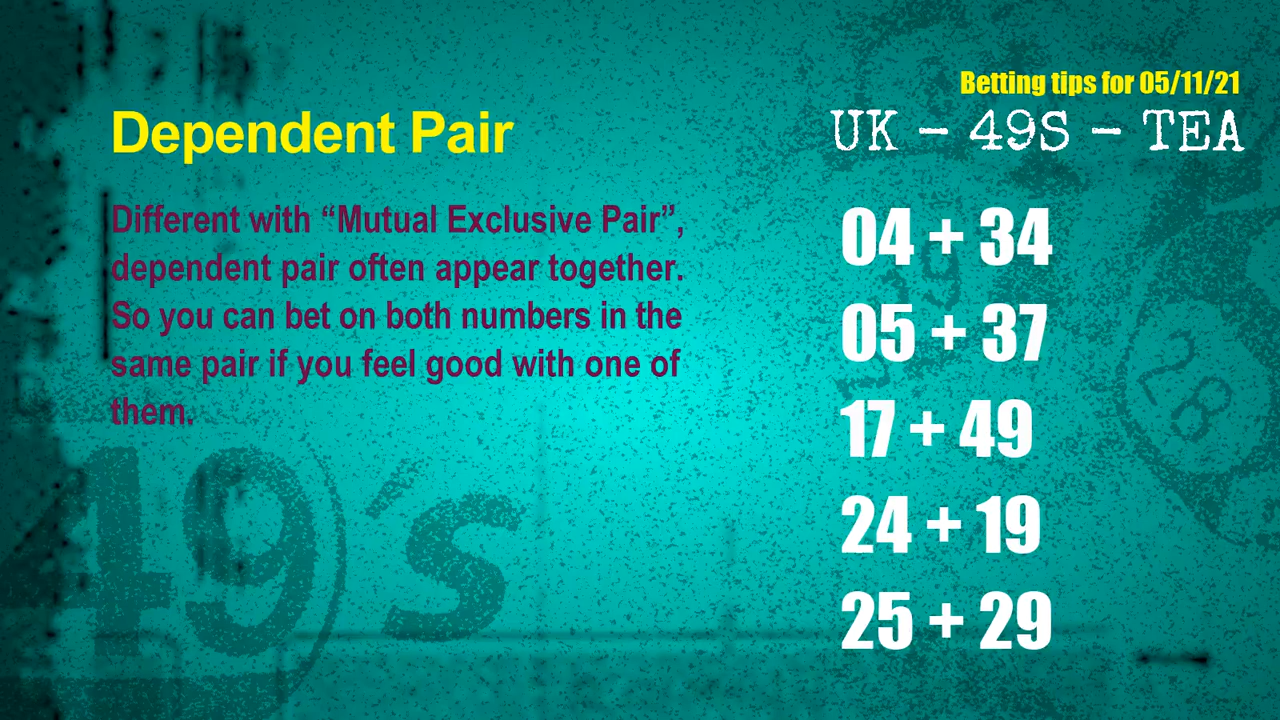 Betting tips for 05/11/21
UK - 49S - TEA
Dependent Pair
Different with “Mutual Exclusive Pair”,
dependent pair often appear together.
So you can bet on both numbers in the
same pair if you feel good with one of
them.
04 + 34
05 + 37
17 + 49
24 + 19
25 + 29
49's
39
28